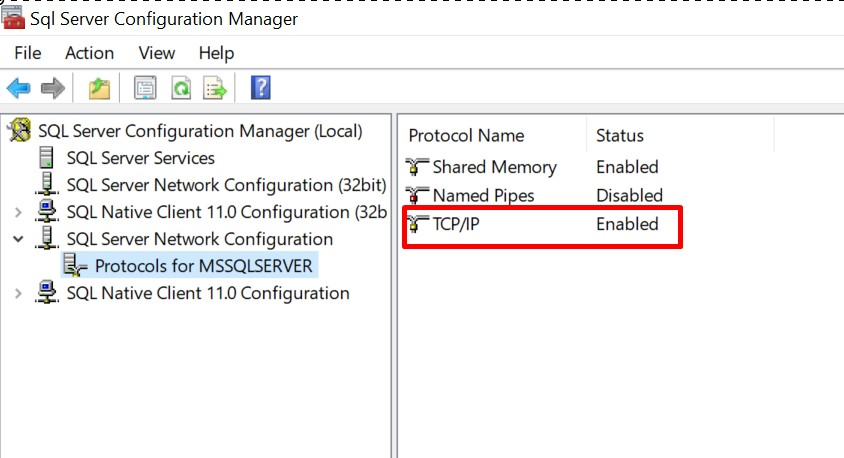 Sql Server Configuration Manager
File Action View Help
SQL Server Configuration Manager (Local)
SQL Server Services
SQL Server Network Configuration (32bit)
SQL Native Client 11.0 Configuration (32b
SQL Server Network Configuration
Protocols for MSSQLSERVER
SQL Native Client 11.0 Configuration
Protocol Name Status
Shared Memory Enabled
Named Pipes Disabled
TCP/IP Enabled